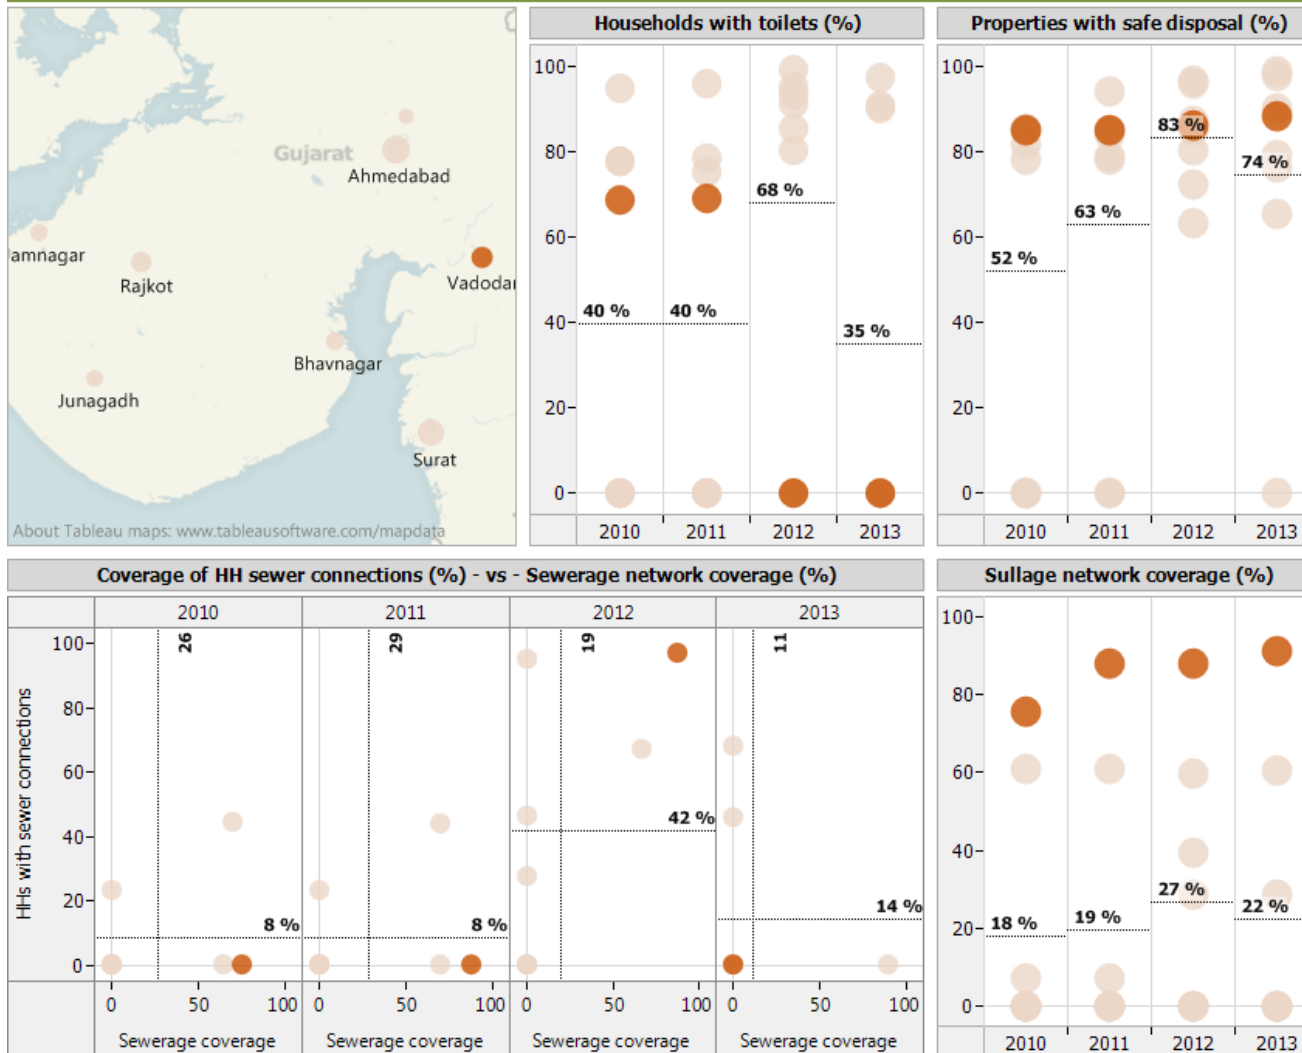 Gujarat
Ahmedabad
amnagar
Rajkot
Vadodar
Bhavnagar
Junagadh
Surat
About Tableau maps: www.tableausoftware.com/mapdata
Households with toilets (%)
100
80
60
40
20
0
40 %
40 %
68 %
35 %
2010
2011
2012
2013
Properties with safe disposal (%)
100
80
60
40
20
0
52 %
63 %
83 %
74 %
2010
2011
2012
2013
Coverage of HH sewer connections (%) - vs - Sewerage network coverage (%)
2010
2011
2012
2013
HHs with sewer connections
100
80
60
40
20
0
26
8 %
29
8 %
19
42 %
11
14 %
0 50 100
0 50 100
0 50 100
0 50 100
Sewerage coverage
Sewerage coverage
Sewerage coverage
Sewerage coverage
Sullage network coverage (%)
100
80
60
40
20
0
18 %
19 %
27 %
22 %
2010
2011
2012
2013